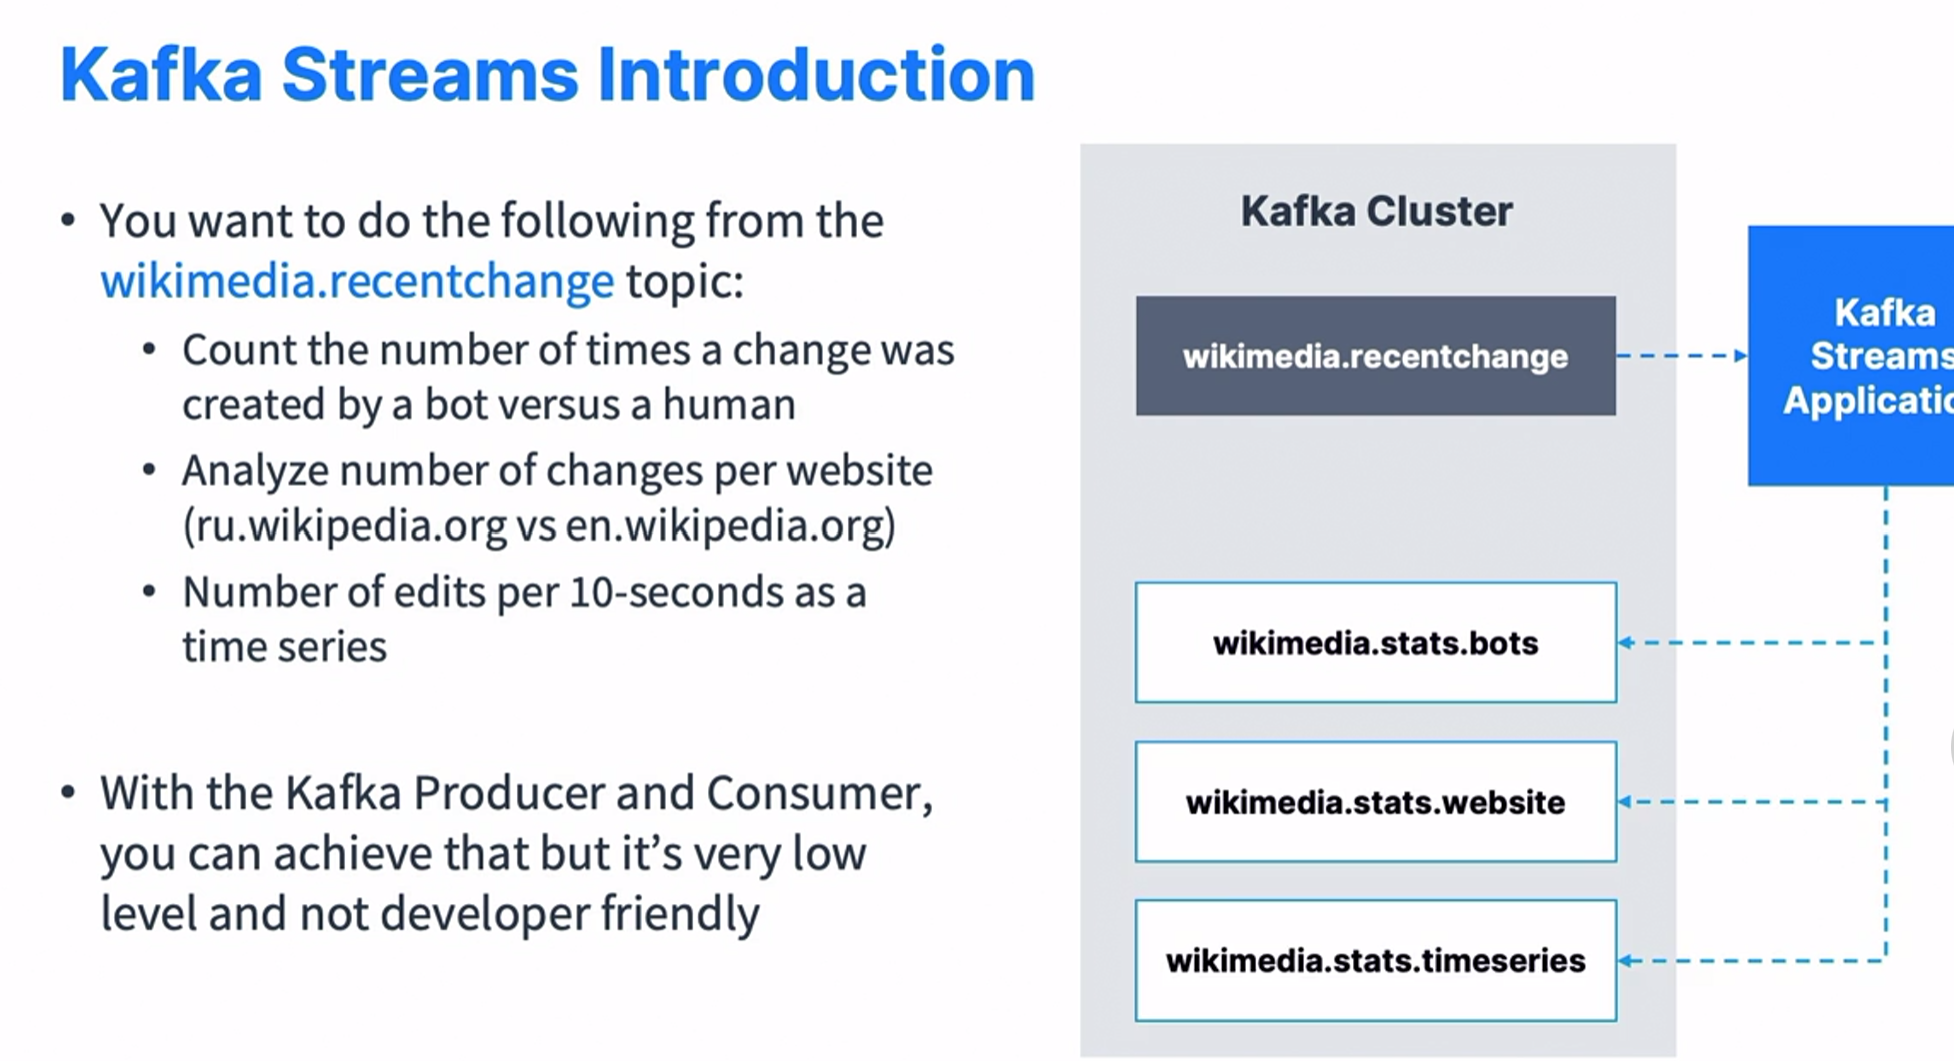 Kafka Streams Introduction
• You want to do the following from the
wikimedia.recentchange topic:
• Count the number of times a change was
created by a bot versus a human
• Analyze number of changes per website
(ru.wikipedia.org vs en.wikipedia.org)
• Number of edits per 10-seconds as a
time series
• With the Kafka Producer and Consumer,
you can achieve that but it’s very low
level and not developer friendly
Kafka Cluster
wikimedia.recentchange
Kafka
Streams
Applicatio
wikimedia.stats.bots
wikimedia.stats.website
wikimedia.stats.timeseries